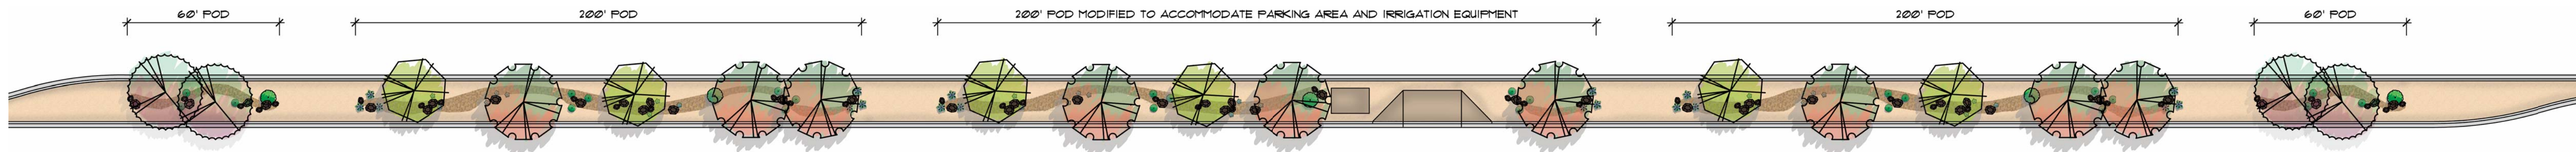 60' POD
200' POD
200' POD MODIFIED TO ACCOMMODATE PARKING AREA AND IRRIGATION EQUIPMENT
200' POD
60' POD